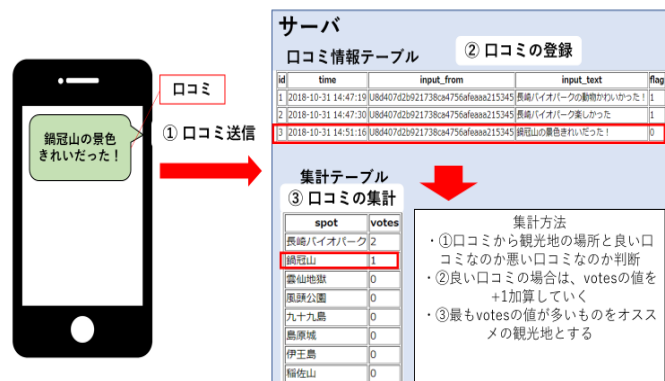 サーバ
口コミ情報テーブル
② 口コミの登録
id time input_from input_text flag
1 2018-10-31 14:47:19 U8d407d2b921738ca4756afeaaa215345 長崎バイオパークの動物かわいかった! 1
2 2018-10-31 14:47:30 U8d407d2b921738ca4756afeaaa215345 長崎バイオパーク楽しかった 1
3 2018-10-31 14:51:16 U8d407d2b921738ca4756afeaaa215345 鍋冠山の景色きれいだった! 0
口コミ
鍋冠山の景色
きれいだった!
① 口コミ送信
集計テーブル
③ 口コミの集計
spot votes
長崎バイオパーク 2
鍋冠山 1
雲仙地獄 0
風頭公園 0
九十九島 0
島原城 0
伊王島 0
稲佐山 0
集計方法
・①口コミから観光地の場所と良い口
コミなのか悪い口コミなのか判断
・②良い口コミの場合は、votesの値を
+1加算していく
・③最もvotesの値が多いものをオスス
メの観光地とする